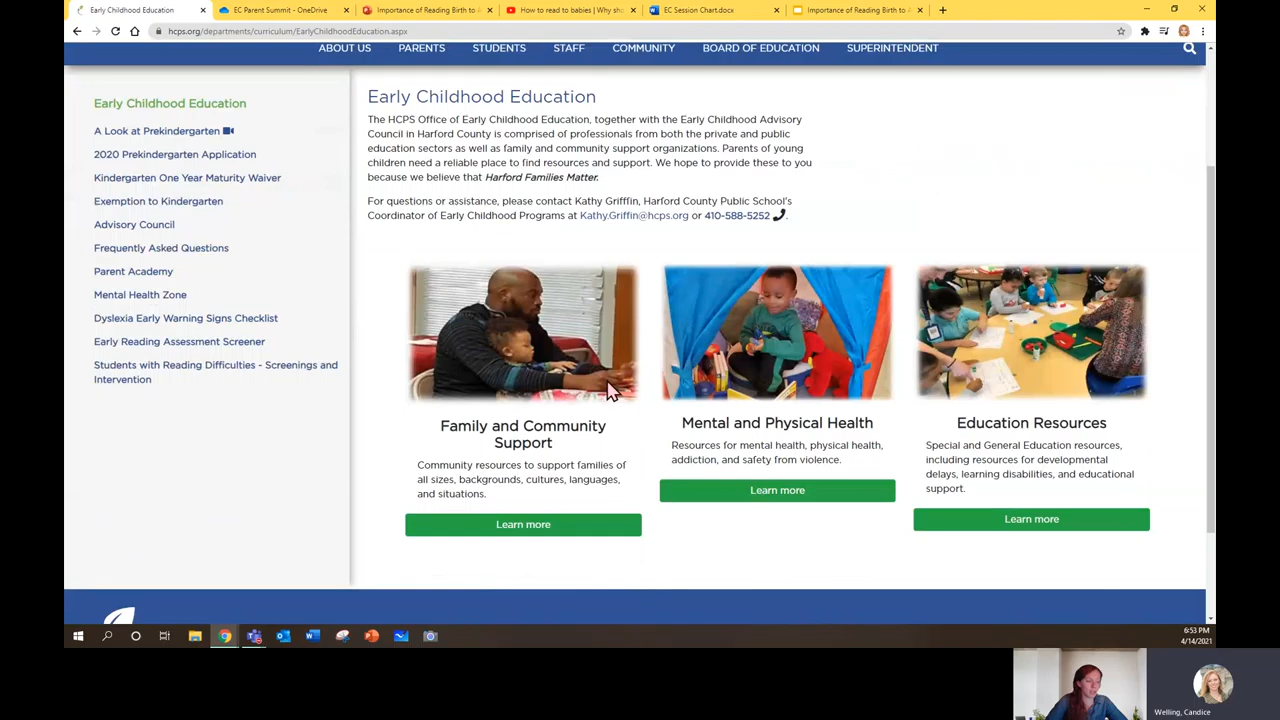 Early Childhood Education
EC Parent Summit - OneDrive
Importance of Reading Birth to A
How to read to babies | Why sho
EC Session Chart.docx
Importance of Reading Birth to A
hcps.org/departments/curriculum/EarlyChildhoodEducation.aspx
ABOUT US PARENTS STUDENTS STAFF COMMUNITY BOARD OF EDUCATION SUPERINTENDENT
Early Childhood Education
A Look at Prekindergarten
2020 Prekindergarten Application
Kindergarten One Year Maturity Waiver
Exemption to Kindergarten
Advisory Council
Frequently Asked Questions
Parent Academy
Mental Health Zone
Dyslexia Early Warning Signs Checklist
Early Reading Assessment Screener
Students with Reading Difficulties - Screenings and
Intervention
Early Childhood Education
The HCPS Office of Early Childhood Education, together with the Early Childhood Advisory
Council in Harford County is comprised of professionals from both the private and public
education sectors as well as family and community support organizations. Parents of young
children need a reliable place to find resources and support. We hope to provide these to you
because we believe that Harford Families Matter.
For questions or assistance, please contact Kathy Grifffin, Harford County Public School's
Coordinator of Early Childhood Programs at Kathy.Griffin@hcps.org or 410-588-5252.
Family and Community
Support
Community resources to support families of
all sizes, backgrounds, cultures, languages,
and situations.
Learn more
Mental and Physical Health
Resources for mental health, physical health,
addiction, and safety from violence.
Learn more
Education Resources
Special and General Education resources,
including resources for developmental
delays, learning disabilities, and educational
support.
Learn more
6:53 PM
4/14/2021
Welling, Candice